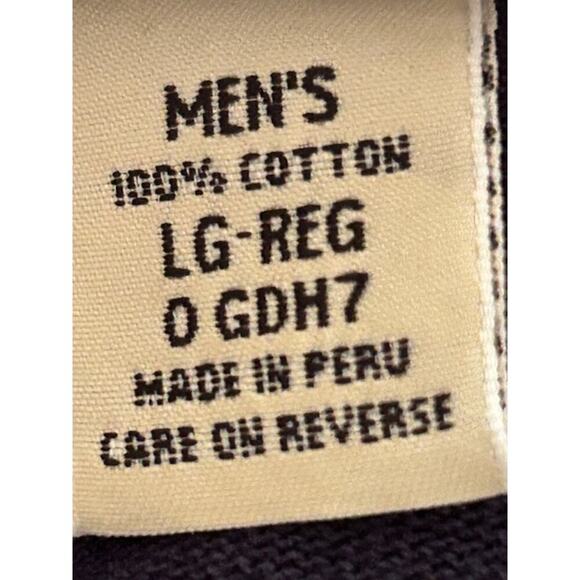 MEN'S
100% COTTON
LG-REG
0 GDH7
MADE IN PERU
CARE ON REVERSE